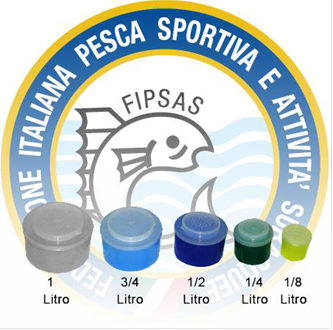 ONE ITALIANA PESCA SPORTIVA E ATTIVITA'
FIPSAS
1 3/4 1/2 1/4 1/8
Litro Litro Litro Litro Litro